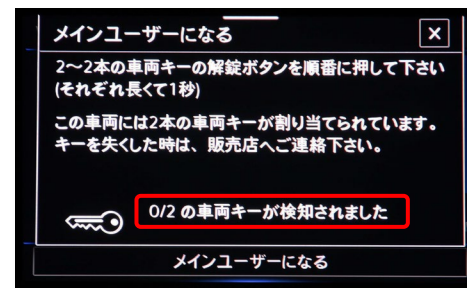 メインユーザーになる
2～2本の車両キーの解錠ボタンを順番に押して下さい
(それぞれ長くて1秒)
この車両には2本の車両キーが割り当てられています。
キーを失くした時は、販売店へご連絡下さい。
0/2 の車両キーが検知されました
メインユーザーになる